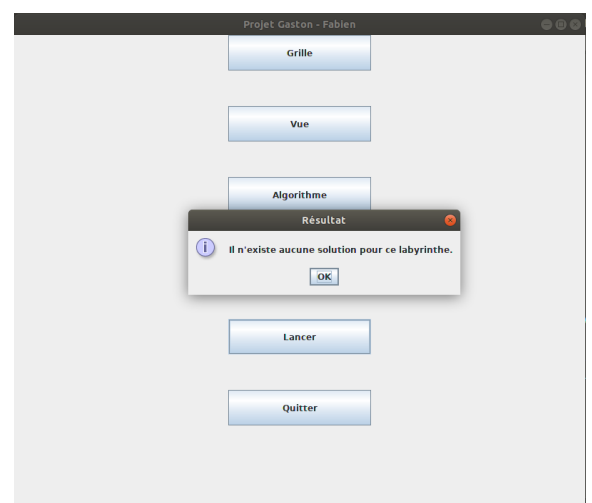 Projet Gaston - Fabien
Grille
Vue
Algorithme
Résultat
Il n'existe aucune solution pour ce labyrinthe.
OK
Lancer
Quitter